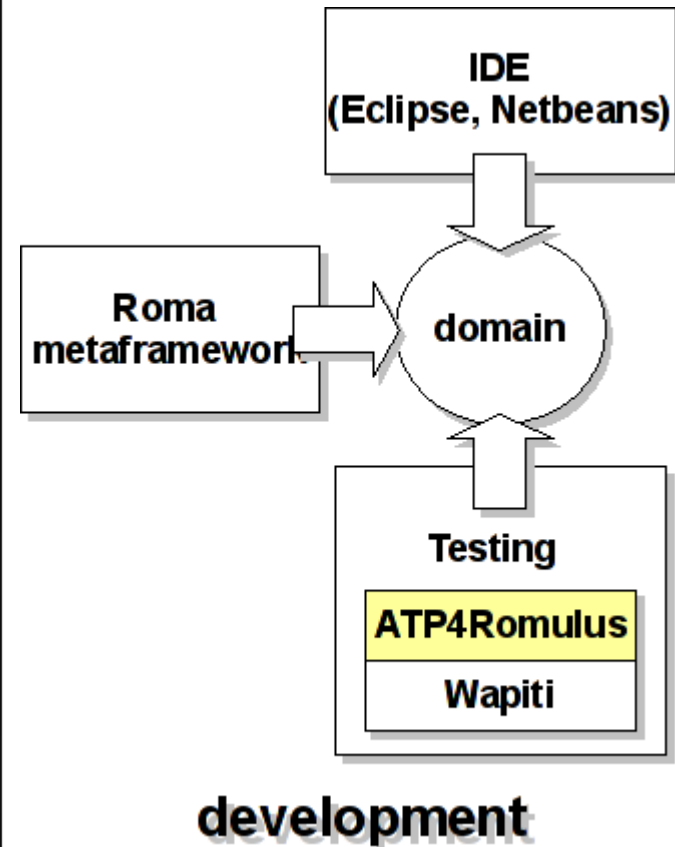 IDE
(Eclipse, Netbeans)
Roma
metaframework
domain
Testing
ATP4Romulus
Wapiti
development